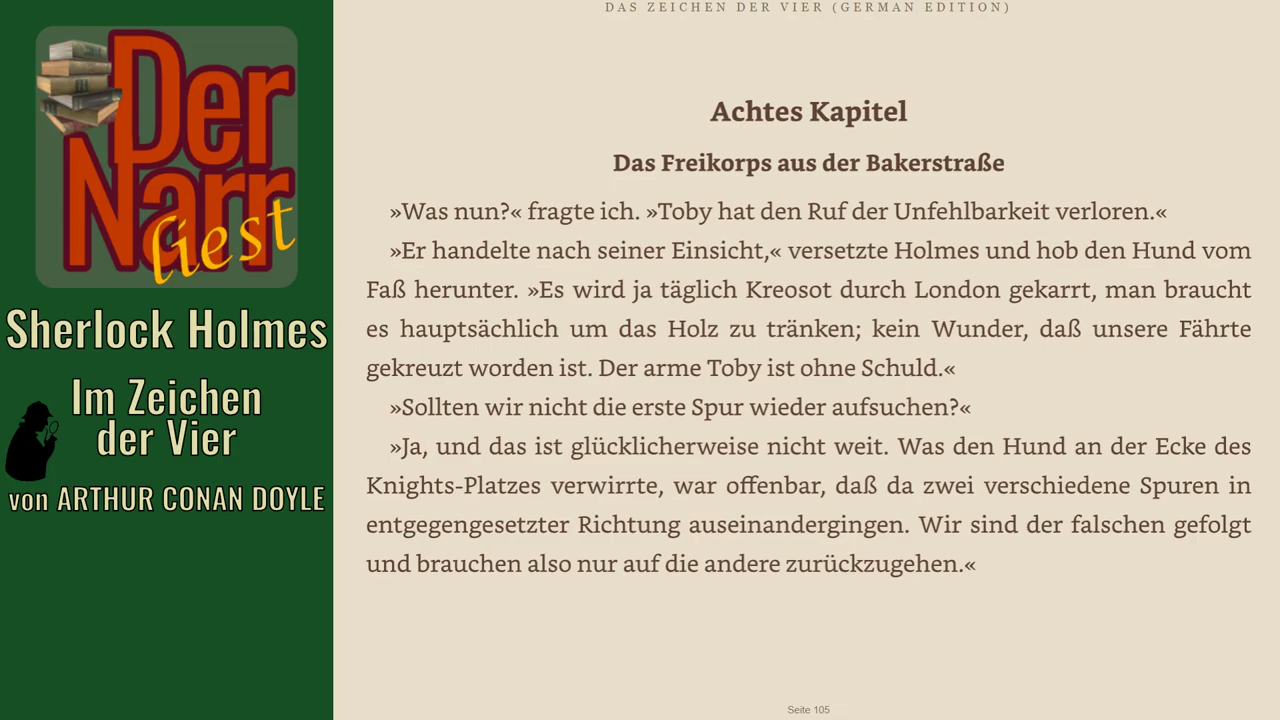 Der
Narr
liest
Sherlock Holmes
Im Zeichen
der Vier
von ARTHUR CONAN DOYLE
DAS ZEICHEN DER VIER (GERMAN EDITION)
Achtes Kapitel
Das Freikorps aus der Bakerstraße
»Was nun?« fragte ich. »Toby hat den Ruf der Unfehlbarkeit verloren.«
»Er handelte nach seiner Einsicht,« versetzte Holmes und hob den Hund vom
Faß herunter. »Es wird ja täglich Kreosot durch London gekarrt, man braucht
es hauptsächlich um das Holz zu tränken; kein Wunder, daß unsere Fährte
gekreuzt worden ist. Der arme Toby ist ohne Schuld.«
»Sollten wir nicht die erste Spur wieder aufsuchen?«
»Ja, und das ist glücklicherweise nicht weit. Was den Hund an der Ecke des
Knights-Platzes verwirrte, war offenbar, daß da zwei verschiedene Spuren in
entgegengesetzter Richtung auseinandergingen. Wir sind der falschen gefolgt
und brauchen also nur auf die andere zurückzugehen.«
Seite 105